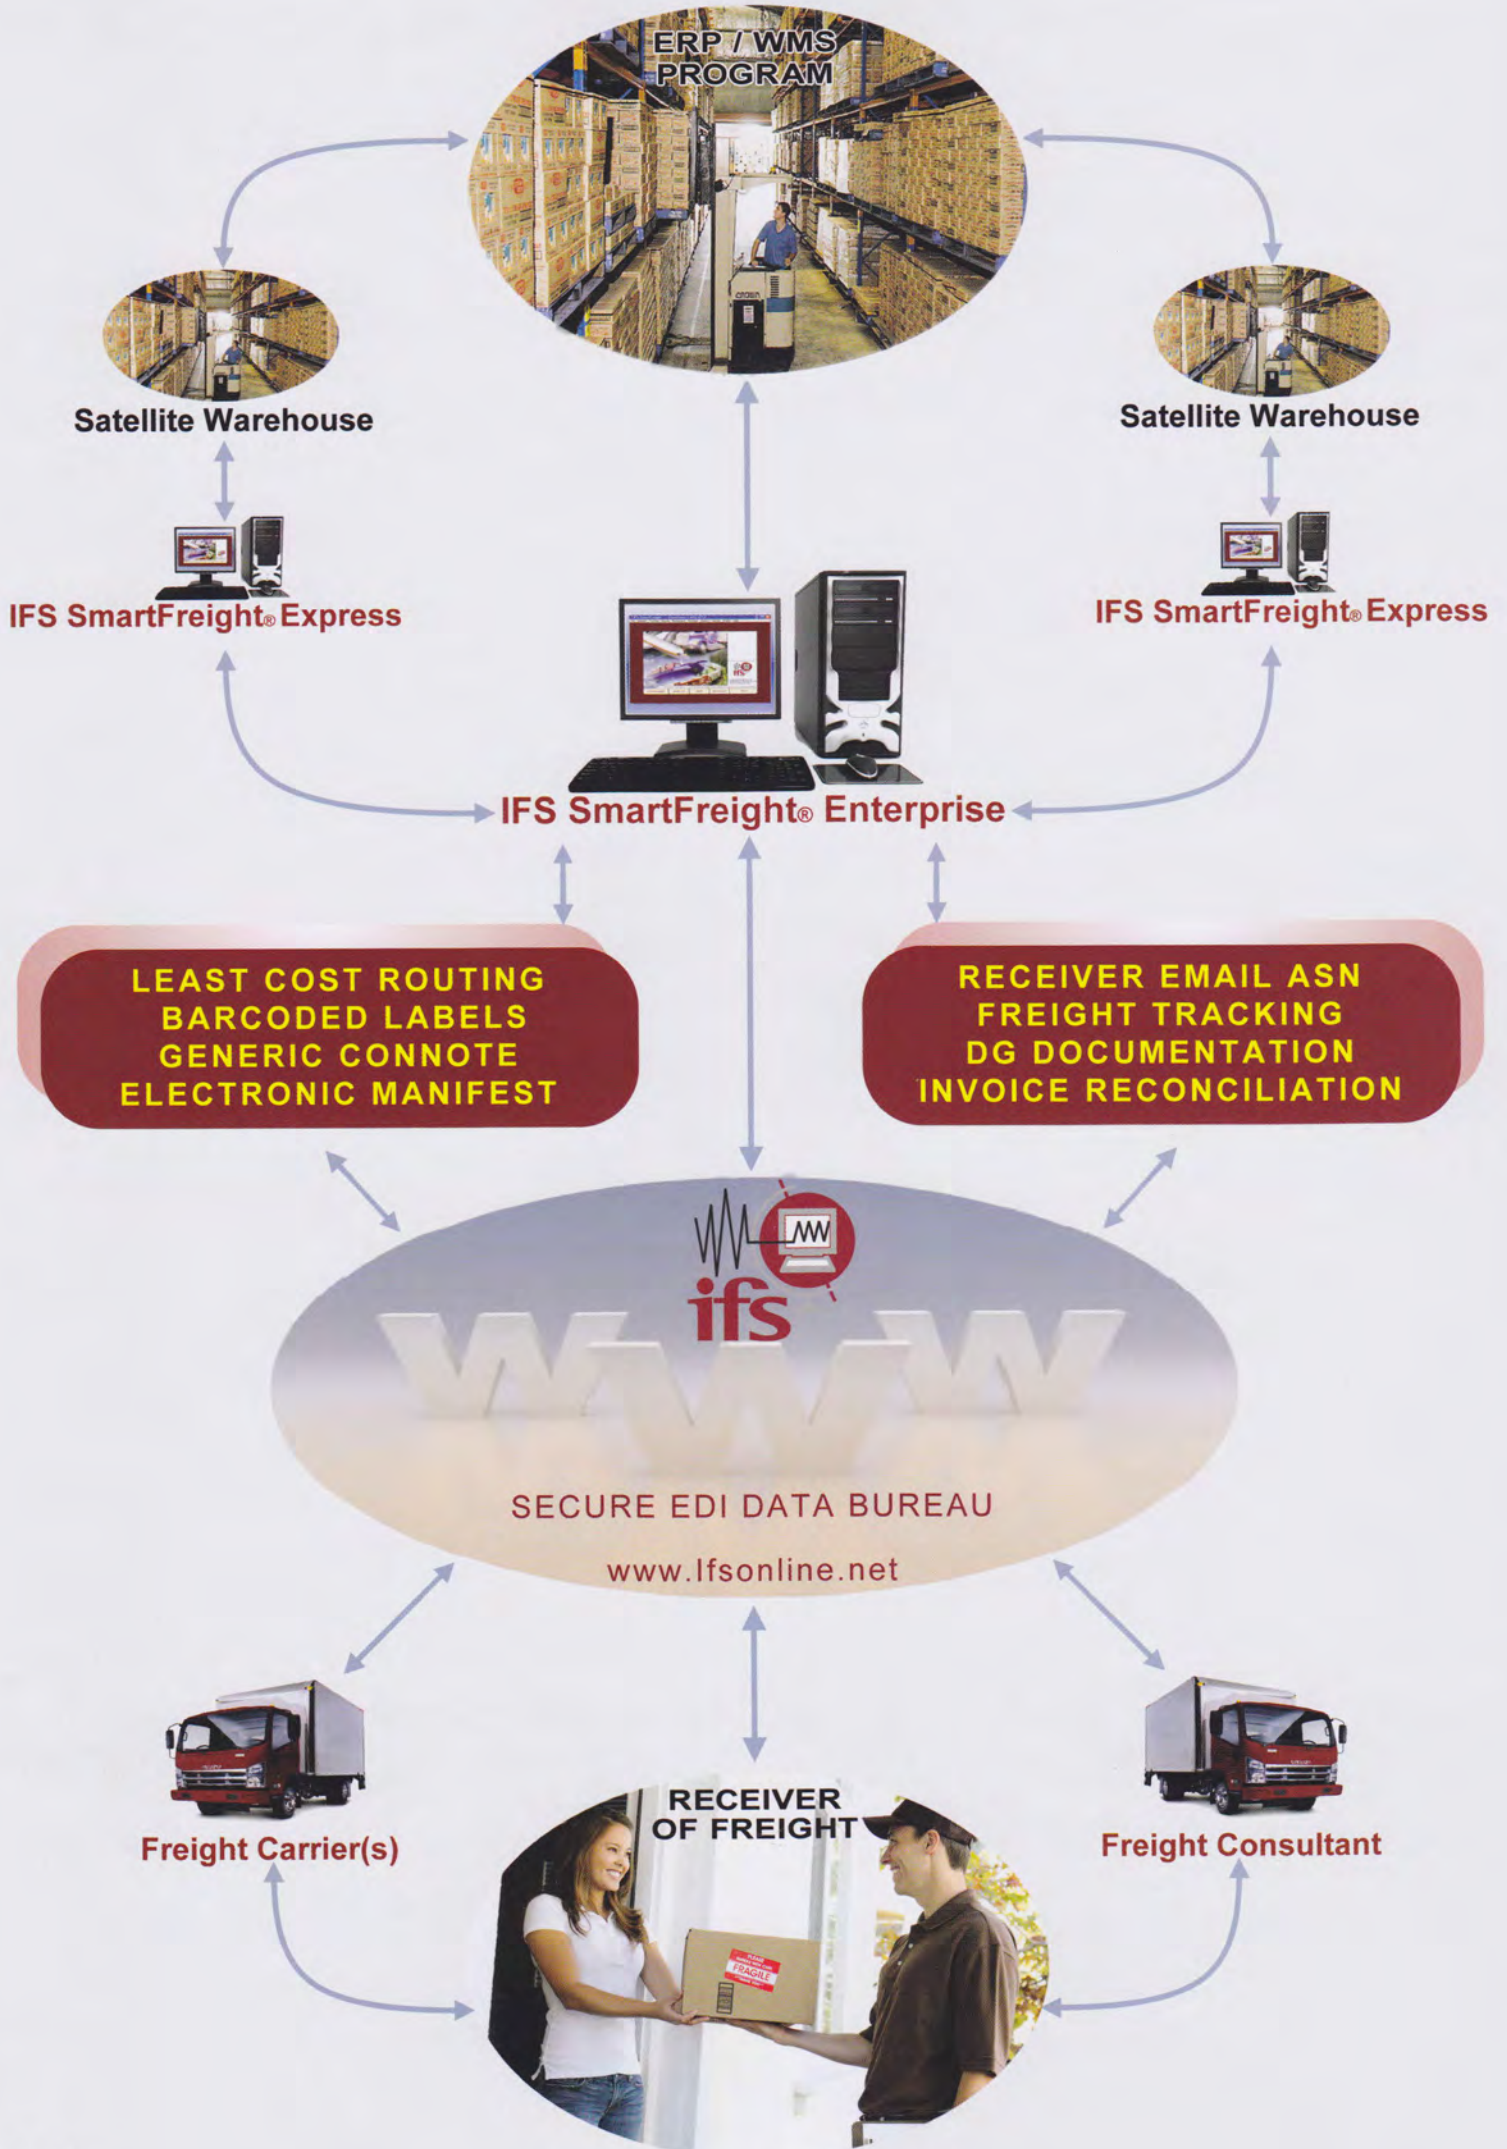 ERP / WMS
PROGRAM
Satellite Warehouse
Satellite Warehouse
IFS SmartFreight® Express
IFS SmartFreight® Express
ifs
IFS SmartFreight® Enterprise
LEAST COST ROUTING
BARCODED LABELS
GENERIC CONNOTE
ELECTRONIC MANIFEST
RECEIVER EMAIL ASN
FREIGHT TRACKING
DG DOCUMENTATION
INVOICE RECONCILIATION
ifs
WWW
SECURE EDI DATA BUREAU
www.Ifsonline.net
Freight Carrier(s)
Freight Consultant
RECEIVER
OF FREIGHT
FRAGILE